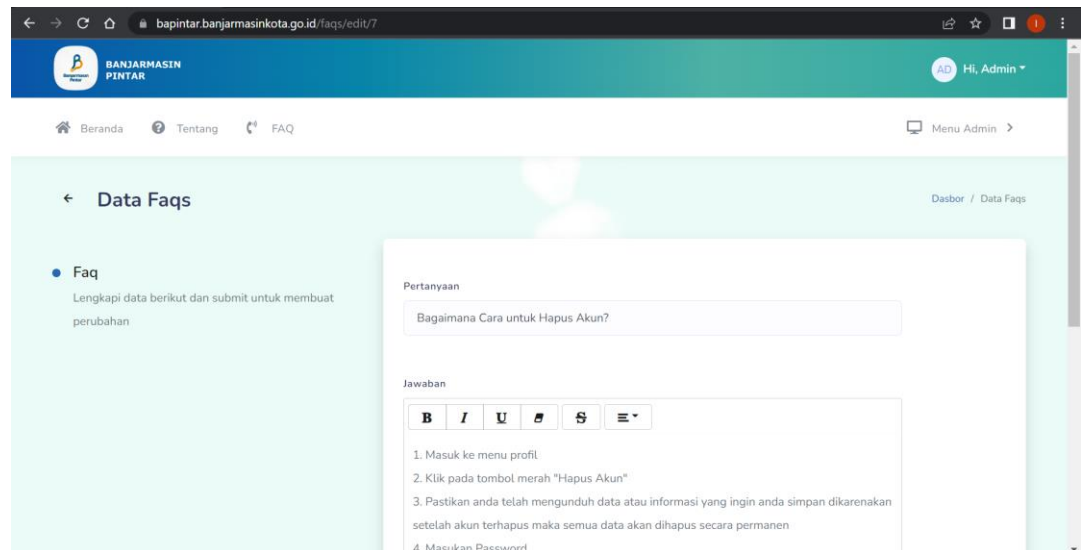 bapintar.banjarmasinkota.go.id/faqs/edit/7
I
BANJARMASIN
PINTAR
AD Hi, Admin
Beranda Tentang FAQ Menu Admin
Data Faqs
Dasbor / Data Faqs
Faq
Lengkapi data berikut dan submit untuk membuat
perubahan
Pertanyaan
Bagaimana Cara untuk Hapus Akun?
Jawaban
B I U S
1. Masuk ke menu profil
2. Klik pada tombol merah "Hapus Akun"
3. Pastikan anda telah mengunduh data atau informasi yang ingin anda simpan dikarenakan
setelah akun terhapus maka semua data akan dihapus secara permanen
4. Masukan Password